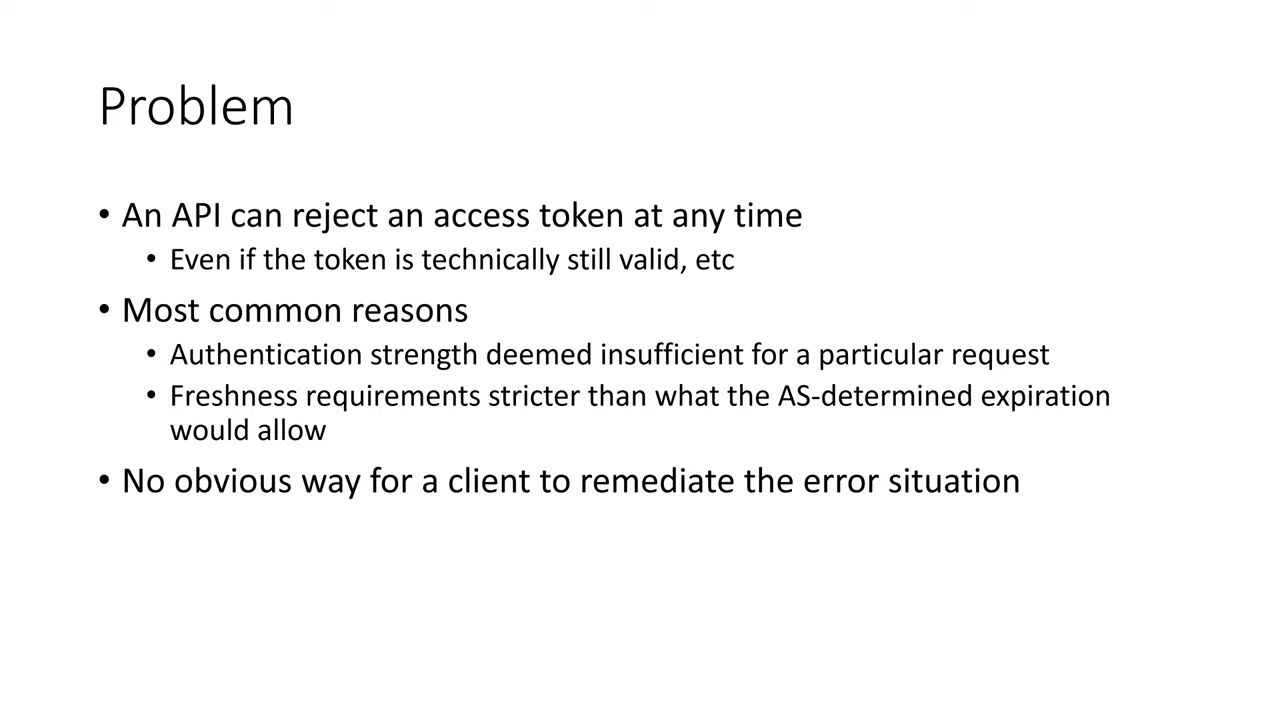 Problem
• An API can reject an access token at any time
• Even if the token is technically still valid, etc
• Most common reasons
• Authentication strength deemed insufficient for a particular request
• Freshness requirements stricter than what the AS-determined expiration
would allow
• No obvious way for a client to remediate the error situation